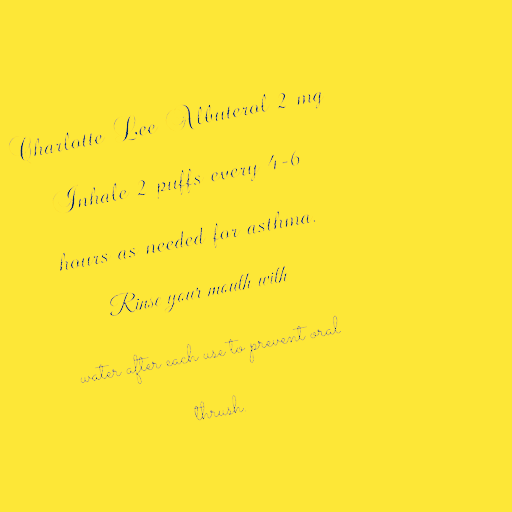 Charlotte Lee Albuterol 2 mg
Inhale 2 puffs every 4-6
hours as needed for asthma.
Rinse your mouth with
water after each use to prevent oral
thrush